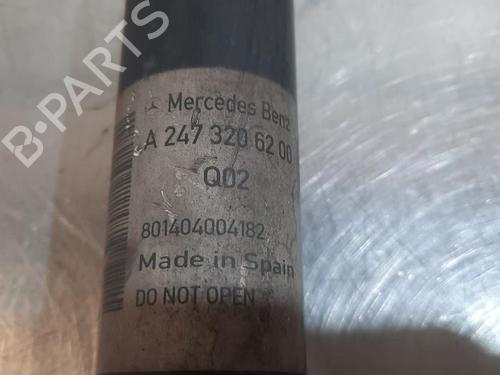 B-PARTS
Mercedes Benz
A 247 320 62 00
Q02
801404004182
Made in Spain
DO NOT OPEN